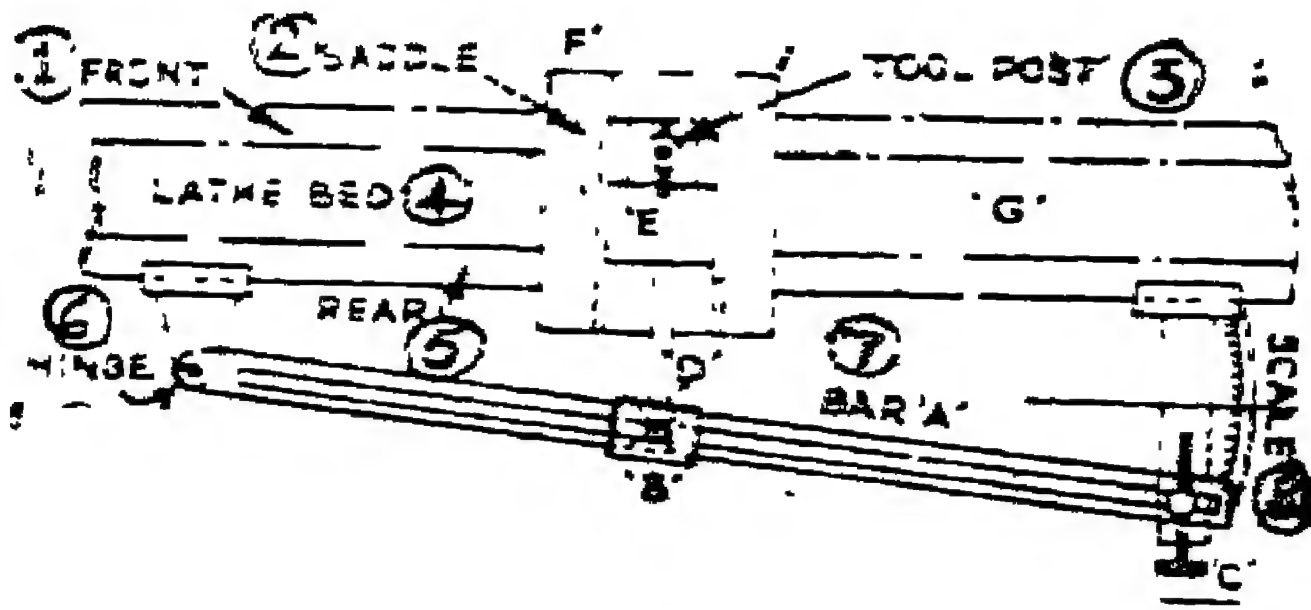 ① FRONT
② SADDLE
'F'
TOOL POST ③
LATHE BED ④
'E'
'G'
⑥
HINGE
REAR
⑤
'D'
⑦
BAR 'A'
SCALE
'B'
'C'